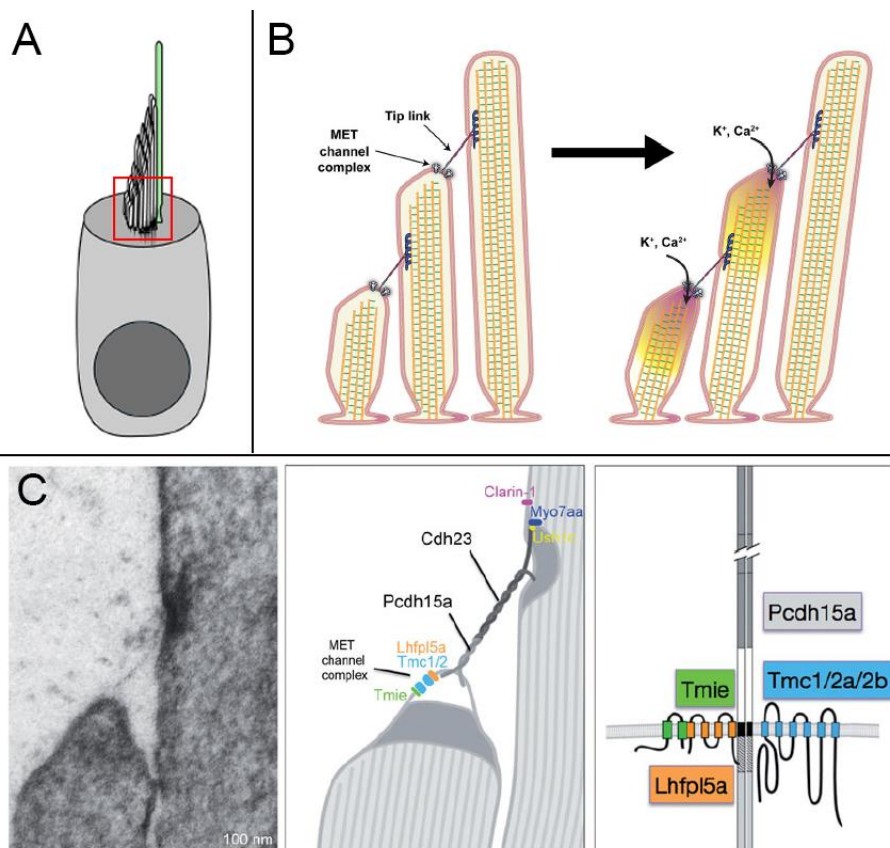 A
B
MET
channel
complex
Tip link
K⁺, Ca²⁺
K⁺, Ca²⁺
C
100 nm
Clarin-1
Myo7aa
Cdh23
Pcdh15a
MET
channel
complex
Lhfpl5a
Tmc1/2
Tmie
Pcdh15a
Tmie
Tmc1/2a/2b
Lhfpl5a